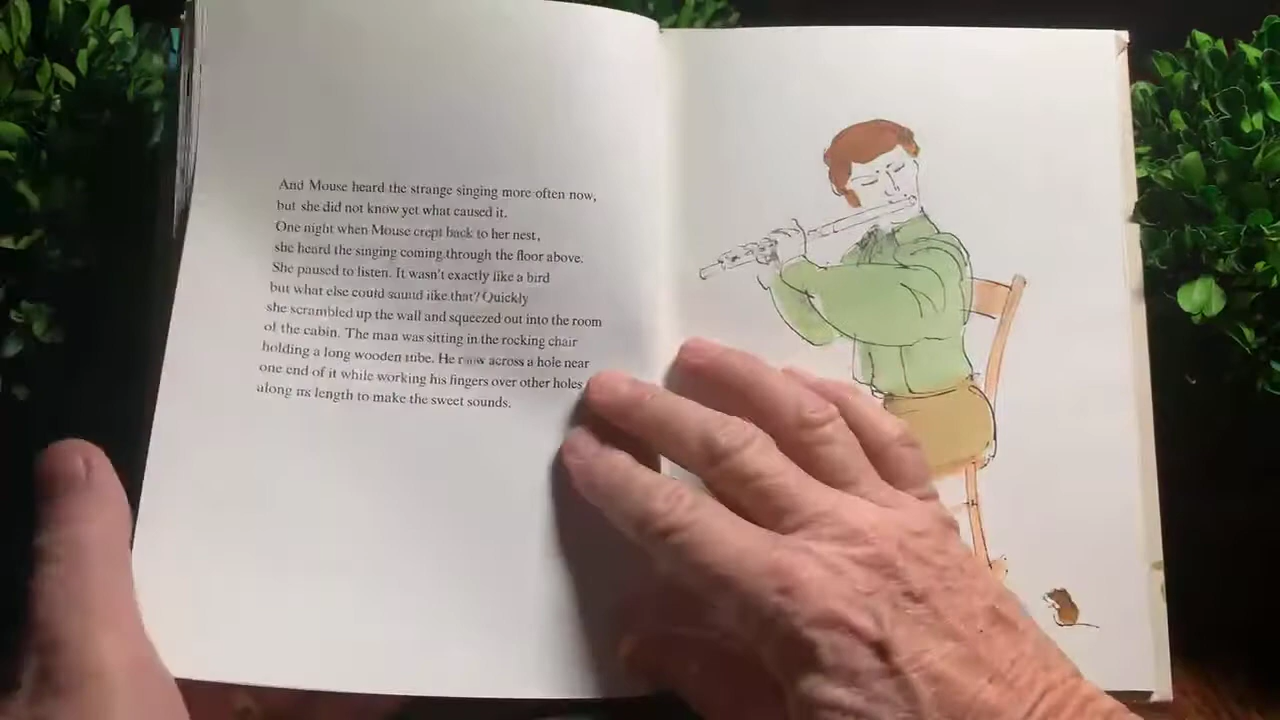 And Mouse heard the strange singing more often now,
but she did not know yet what caused it.
One night when Mouse crept back to her nest,
she heard the singing coming through the floor above.
She paused to listen. It wasn't exactly like a bird
but what else could sound like that? Quickly
she scrambled up the wall and squeezed out into the room
of the cabin. The man was sitting in the rocking chair
holding a long wooden tube. He across a hole near
one end of it while working his fingers over other holes
along its length to make the sweet sounds.